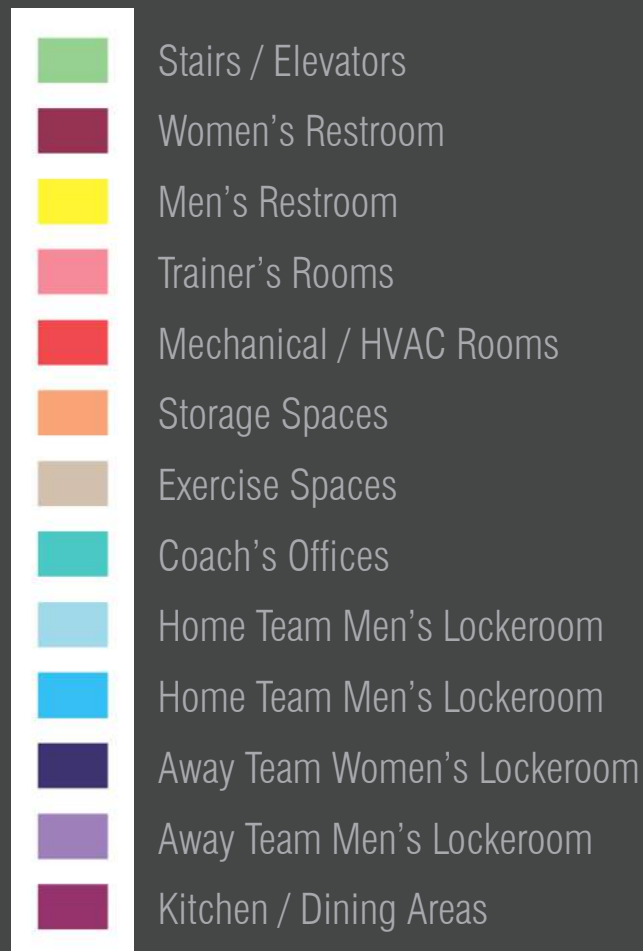 Stairs / Elevators
Women’s Restroom
Men’s Restroom
Trainer’s Rooms
Mechanical / HVAC Rooms
Storage Spaces
Exercise Spaces
Coach’s Offices
Home Team Men’s Lockeroom
Home Team Men’s Lockeroom
Away Team Women’s Lockeroom
Away Team Men’s Lockeroom
Kitchen / Dining Areas